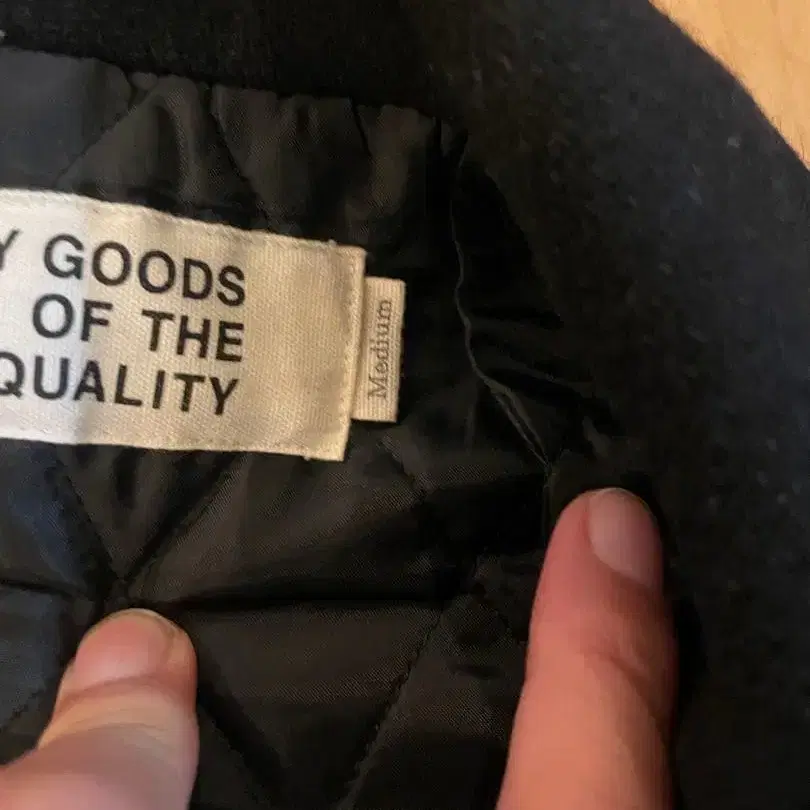 Y GOODS
OF THE
QUALITY
Medium